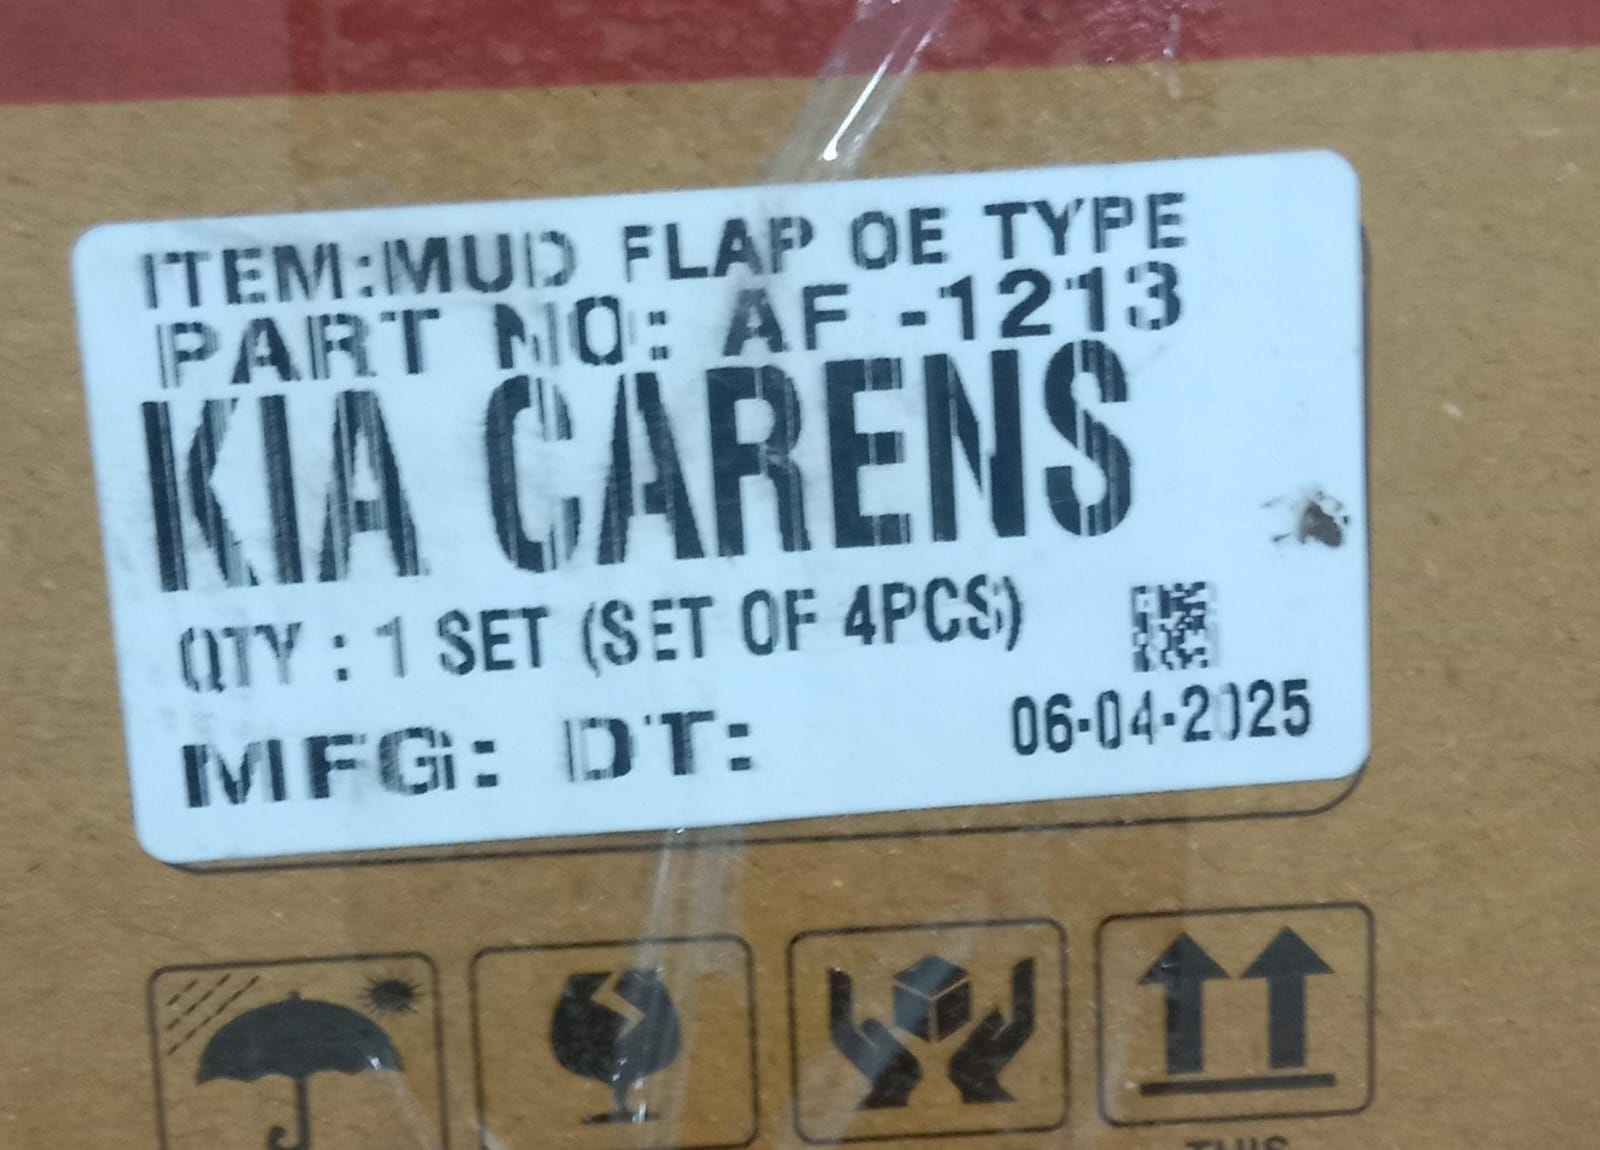 ITEM:MUD FLAP OE TYPE
PART NO: AF -1213
KIA CARENS
QTY : 1 SET (SET OF 4PCS)
MFG: DT: 06-04-2025
THIS